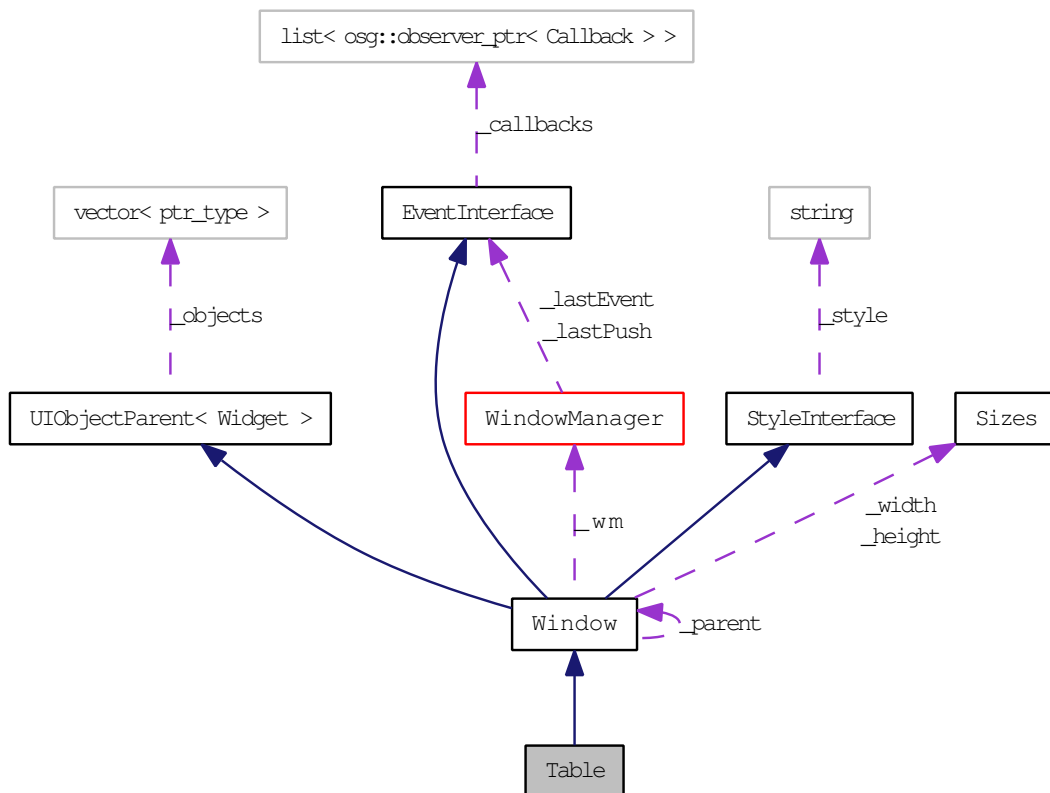 list< osg::observer_ptr< Callback > >
_callbacks
vector< ptr_type >
EventInterface
string
_lastEvent
_objects
_style
_lastPush
UIObjectParent< Widget >
WindowManager
StyleInterface
Sizes
_width
_wm
_height
Window
_parent
Table